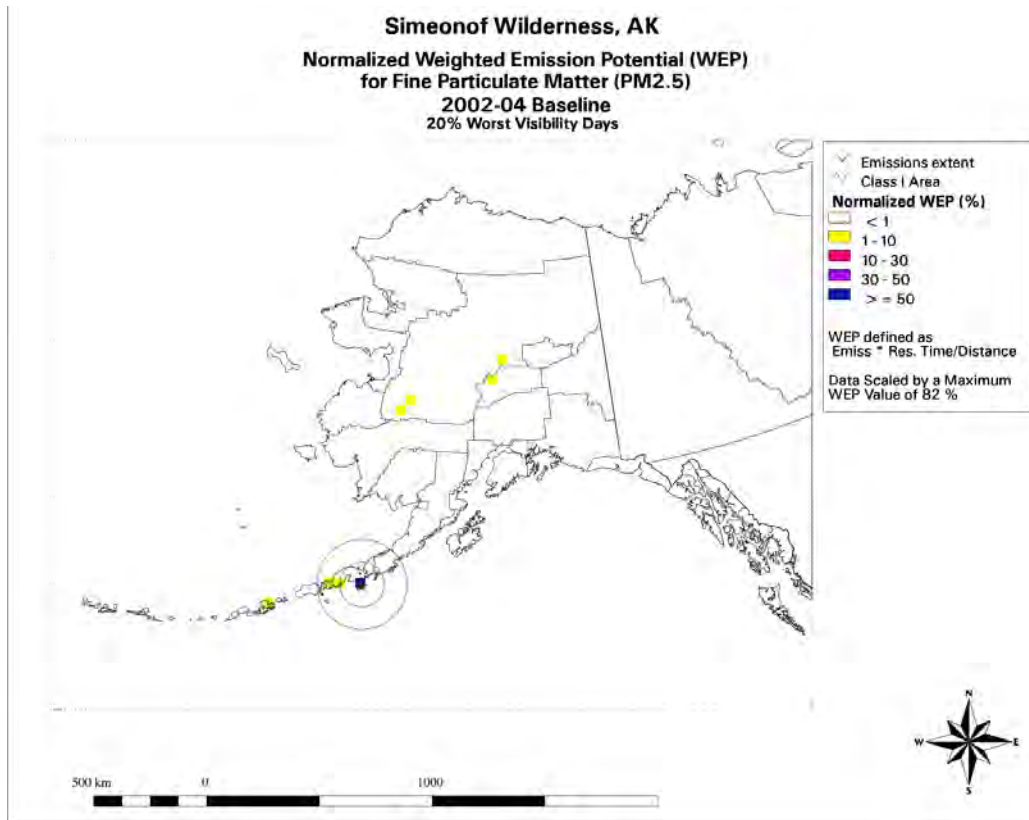 Simeonof Wilderness, AK
Normalized Weighted Emission Potential (WEP)
for Fine Particulate Matter (PM2.5)
2002-04 Baseline
20% Worst Visibility Days
Emissions extent
Class I Area
Normalized WEP (%)
< 1
1 - 10
10 - 30
30 - 50
> = 50
WEP defined as
Emiss * Res. Time/Distance
Data Scaled by a Maximum
WEP Value of 82 %
N
W E
S
500 km 0 1000